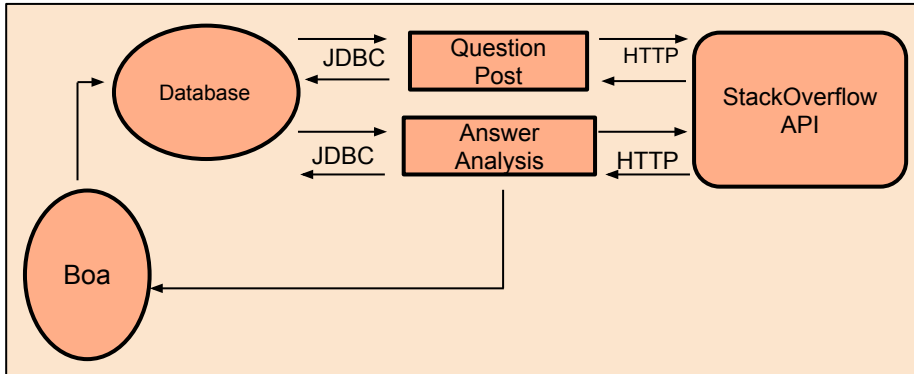 Database
JDBC
Question
Post
HTTP
StackOverflow
API
JDBC
Answer
Analysis
HTTP
Boa